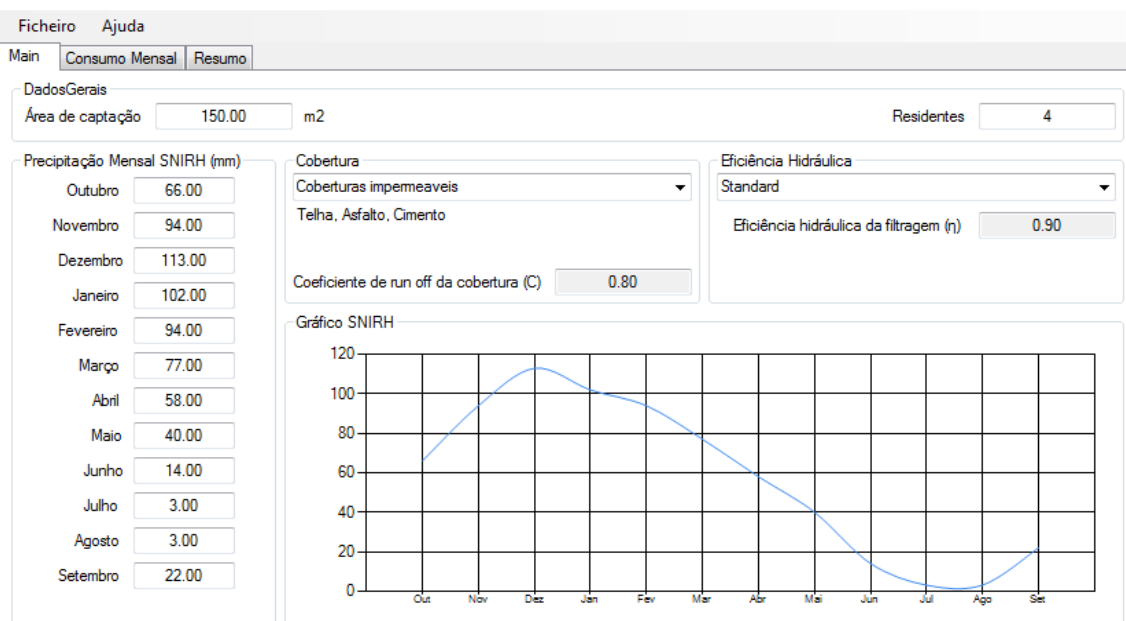 Ficheiro Ajuda
Main Consumo Mensal Resumo
DadosGerais
Área de captação 150.00 m2 Residentes 4
Precipitação Mensal SNIRH (mm)
Outubro 66.00
Novembro 94.00
Dezembro 113.00
Janeiro 102.00
Fevereiro 94.00
Março 77.00
Abril 58.00
Maio 40.00
Junho 14.00
Julho 3.00
Agosto 3.00
Setembro 22.00
Cobertura
Coberturas impermeaveis
Telha, Asfalto, Cimento
Coeficiente de run off da cobertura (C) 0.80
Eficiência Hidráulica
Standard
Eficiência hidráulica da filtragem (η) 0.90
Gráfico SNIRH
120
100
80
60
40
20
0
Out Nov Dez Jan Fev Mar Abr Mai Jun Jul Ago Set